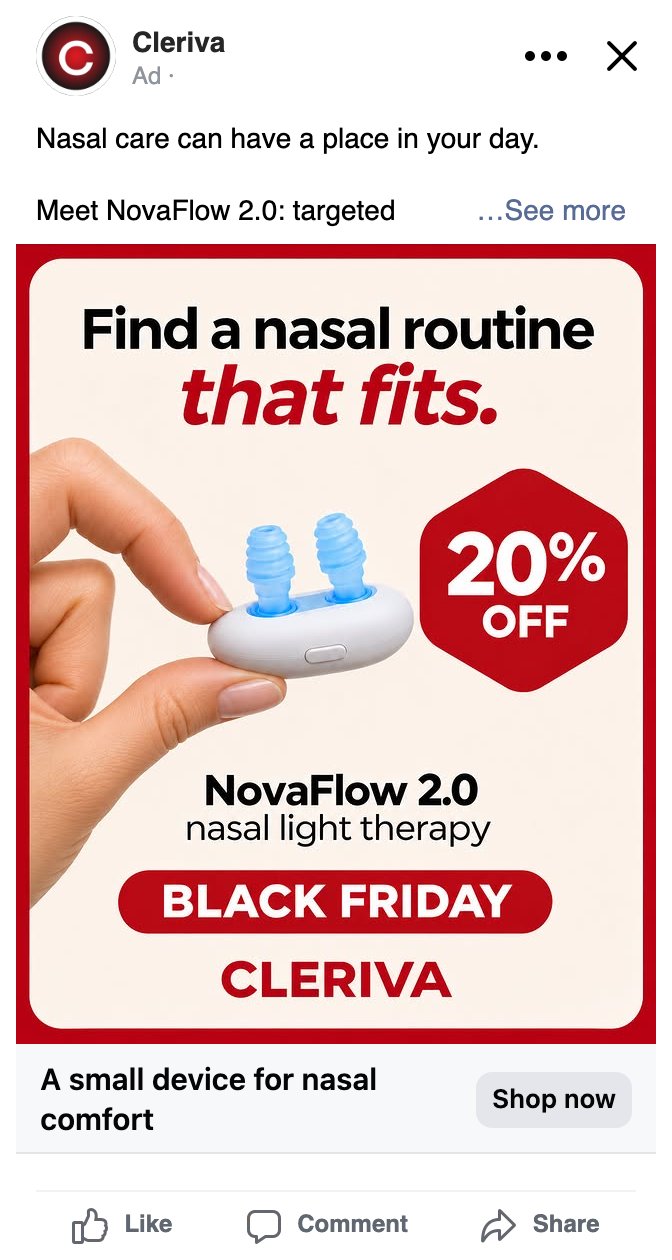 C
Cleriva
Ad ·
Nasal care can have a place in your day.
Meet NovaFlow 2.0: targeted ...See more
Find a nasal routine
that fits.
20%
OFF
NovaFlow 2.0
nasal light therapy
BLACK FRIDAY
CLERIVA
A small device for nasal
comfort
Shop now
Like Comment Share